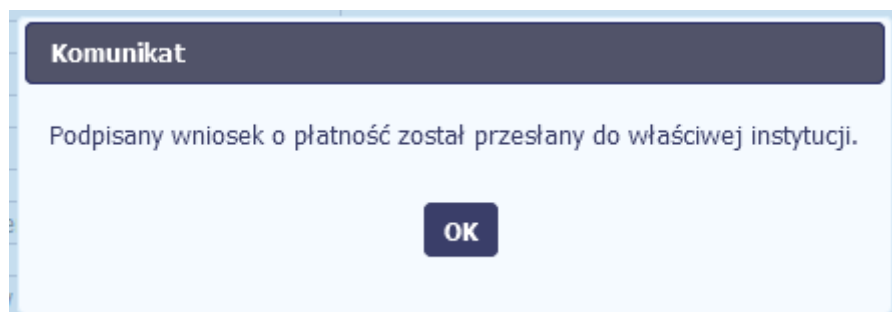 Komunikat
Podpisany wniosek o płatność został przesłany do właściwej instytucji.
OK